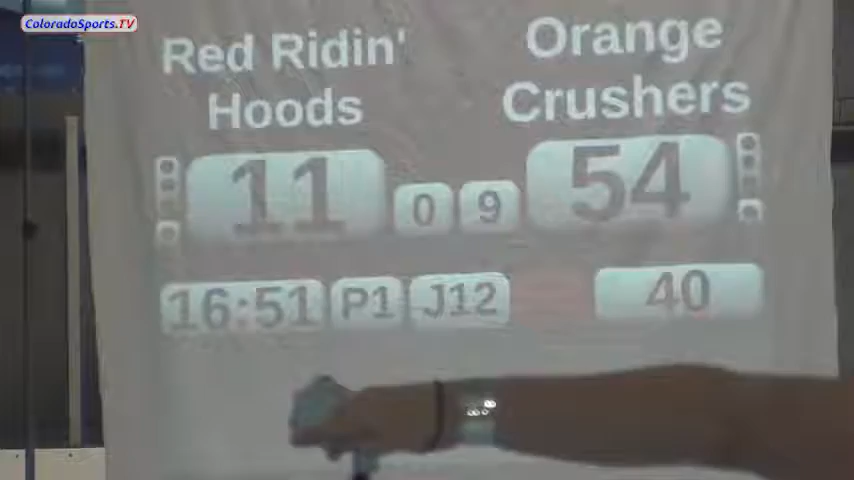 ColoradoSports.TV
Red Ridin' Orange
Hoods Crushers
11 0 9 54
16:51 P1 J12 40